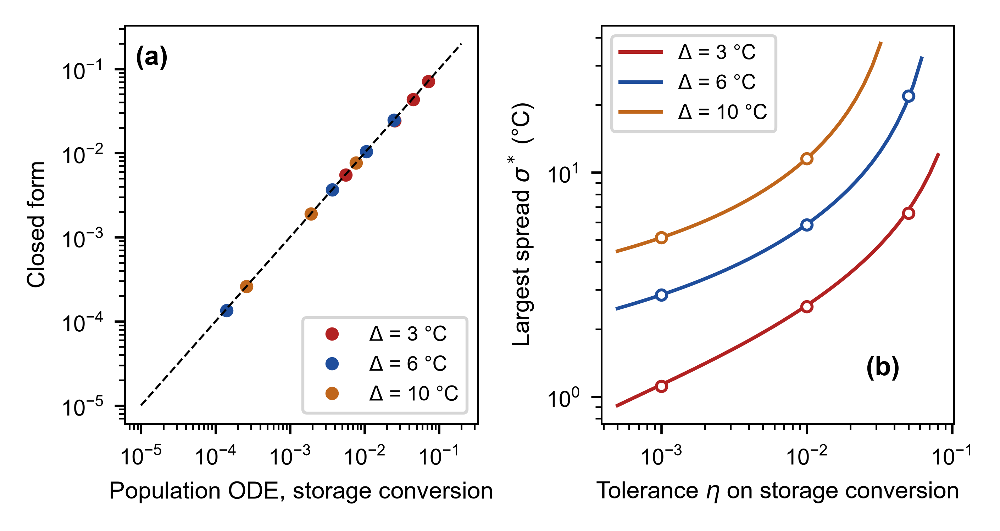 (a)
10⁻¹
10⁻²
10⁻³
10⁻⁴
10⁻⁵
Closed form
Δ = 3 °C
Δ = 6 °C
Δ = 10 °C
10⁻⁵ 10⁻⁴ 10⁻³ 10⁻² 10⁻¹
Population ODE, storage conversion
Δ = 3 °C
Δ = 6 °C
Δ = 10 °C
10¹
10⁰
Largest spread σ* (°C)
(b)
10⁻³ 10⁻² 10⁻¹
Tolerance η on storage conversion